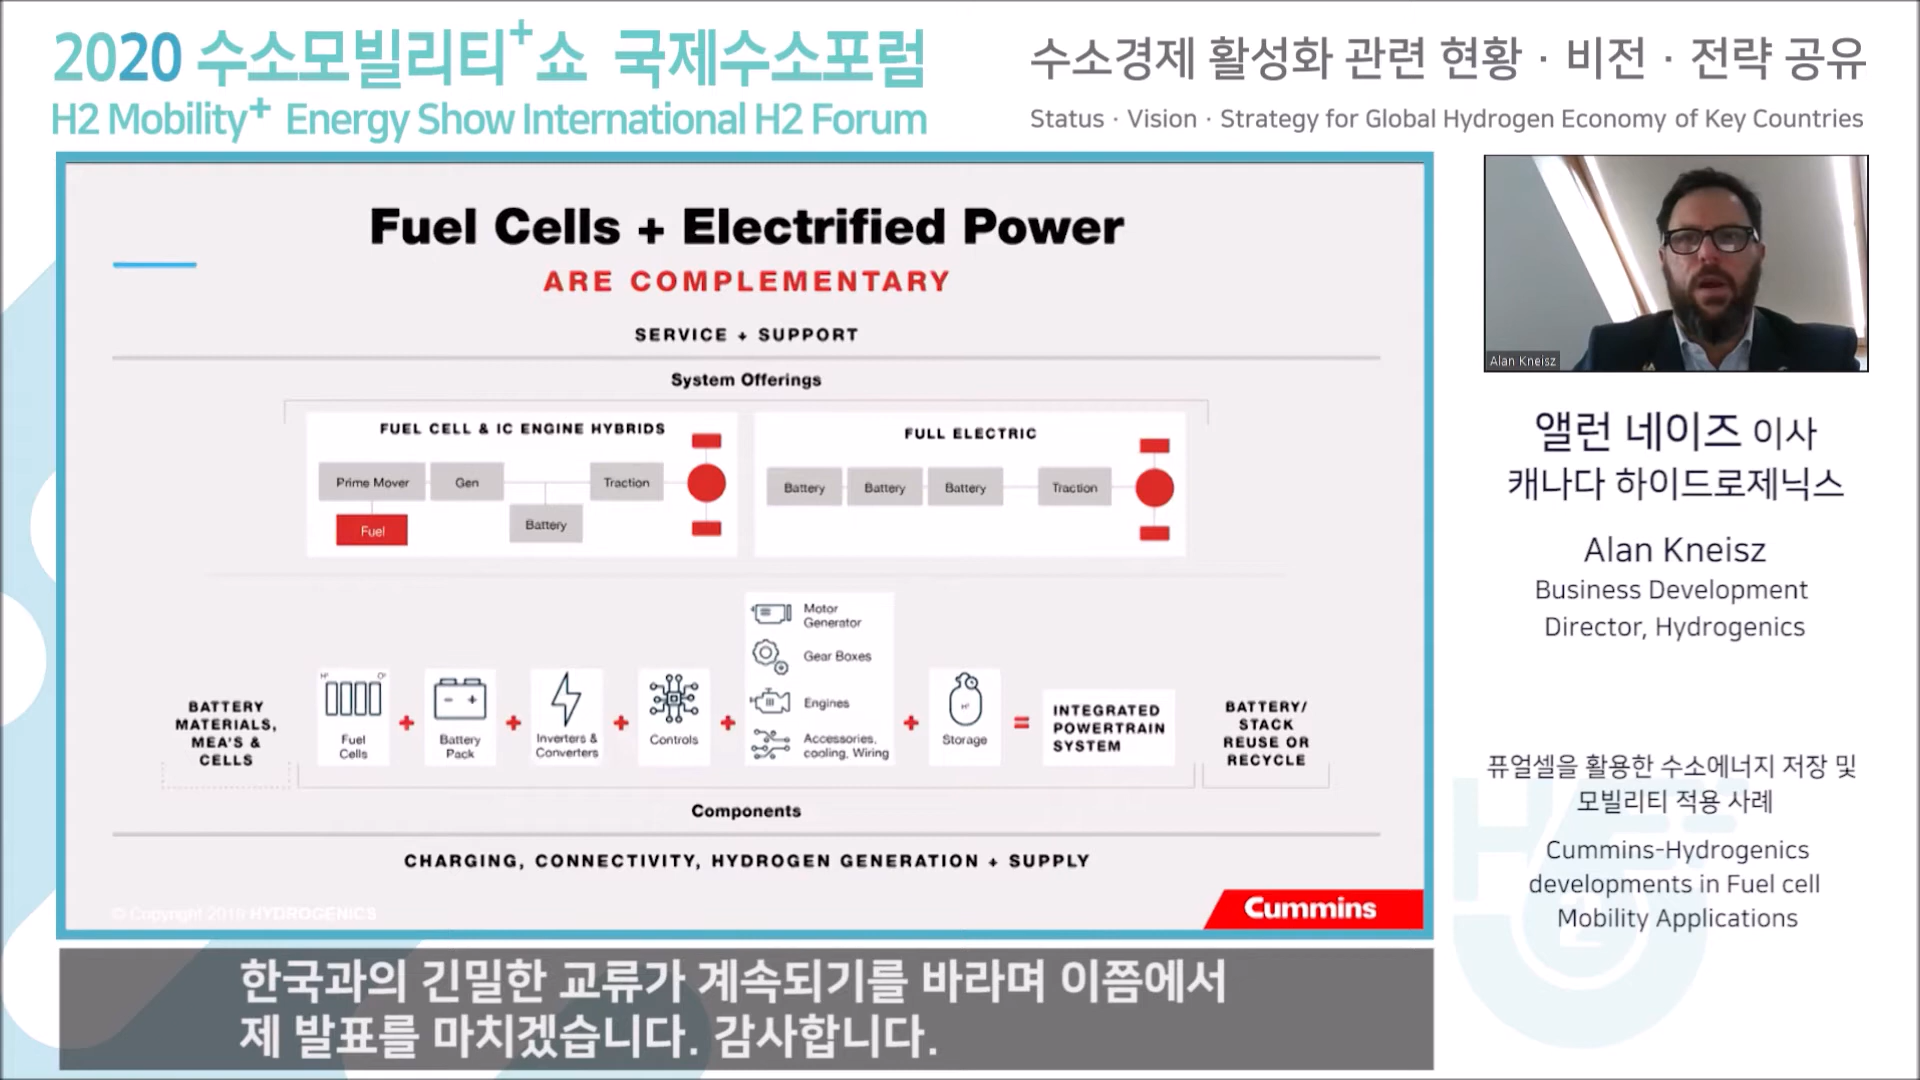 2020 수소모빌리티+쇼 국제수소포럼
H2 Mobility+ Energy Show International H2 Forum
수소경제 활성화 관련 현황 · 비전 · 전략 공유
Status · Vision · Strategy for Global Hydrogen Economy of Key Countries
Fuel Cells + Electrified Power
ARE COMPLEMENTARY
SERVICE + SUPPORT
System Offerings
FUEL CELL & IC ENGINE HYBRIDS
Prime Mover
Gen
Traction
Fuel
Battery
FULL ELECTRIC
Battery
Battery
Battery
Traction
BATTERY
MATERIALS,
MEA'S &
CELLS
Fuel
Cells
+
Battery
Pack
+
Inverters &
Converters
+
Controls
+
Motor
Generator
Gear Boxes
Engines
Accessories,
cooling, Wiring
+
Storage
=
INTEGRATED
POWERTRAIN
SYSTEM
BATTERY/
STACK
REUSE OR
RECYCLE
Components
CHARGING, CONNECTIVITY, HYDROGEN GENERATION + SUPPLY
HYDROGENICS
Cummins
한국과의 긴밀한 교류가 계속되기를 바라며 이쯤에서
제 발표를 마치겠습니다. 감사합니다.
Alan Kneisz
앨런 네이즈 이사
캐나다 하이드로제닉스
Alan Kneisz
Business Development
Director, Hydrogenics
퓨얼셀을 활용한 수소에너지 저장 및
모빌리티 적용 사례
Cummins-Hydrogenics
developments in Fuel cell
Mobility Applications